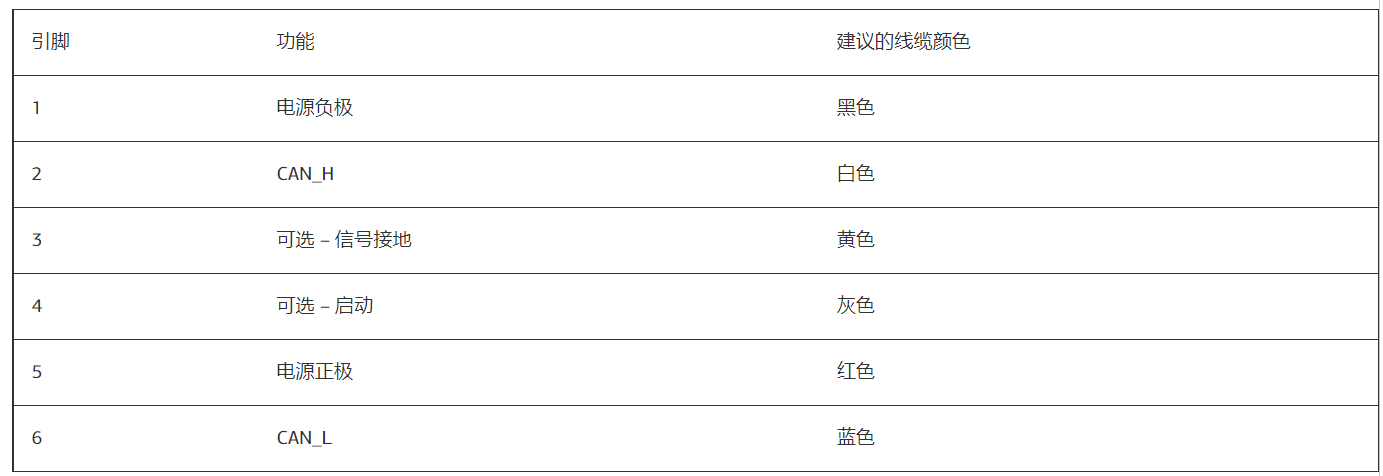 引脚 功能 建议的线缆颜色
1 电源负极 黑色
2 CAN_H 白色
3 可选 – 信号接地 黄色
4 可选 – 启动 灰色
5 电源正极 红色
6 CAN_L 蓝色